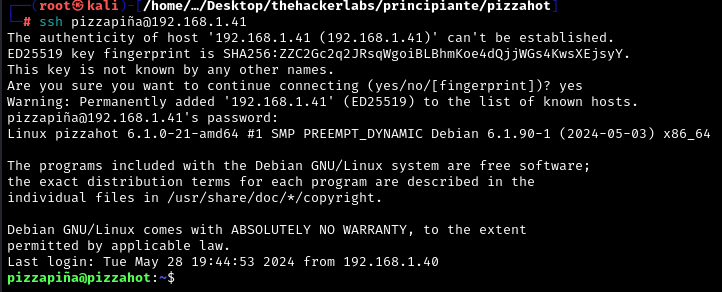 (root㉿kali)-[/home/…/Desktop/thehackerlabs/principiante/pizzahot]
# ssh pizzapiña@192.168.1.41
The authenticity of host '192.168.1.41 (192.168.1.41)' can't be established.
ED25519 key fingerprint is SHA256:ZZC2Gc2q2JRsqWgoiBLBhmKoe4dQjjWGs4KwsXEjsyY.
This key is not known by any other names.
Are you sure you want to continue connecting (yes/no/[fingerprint])? yes
Warning: Permanently added '192.168.1.41' (ED25519) to the list of known hosts.
pizzapiña@192.168.1.41's password:
Linux pizzahot 6.1.0-21-amd64 #1 SMP PREEMPT_DYNAMIC Debian 6.1.90-1 (2024-05-03) x86_64
The programs included with the Debian GNU/Linux system are free software;
the exact distribution terms for each program are described in the
individual files in /usr/share/doc/*/copyright.
Debian GNU/Linux comes with ABSOLUTELY NO WARRANTY, to the extent
permitted by applicable law.
Last login: Tue May 28 19:44:53 2024 from 192.168.1.40
pizzapiña@pizzahot:~$